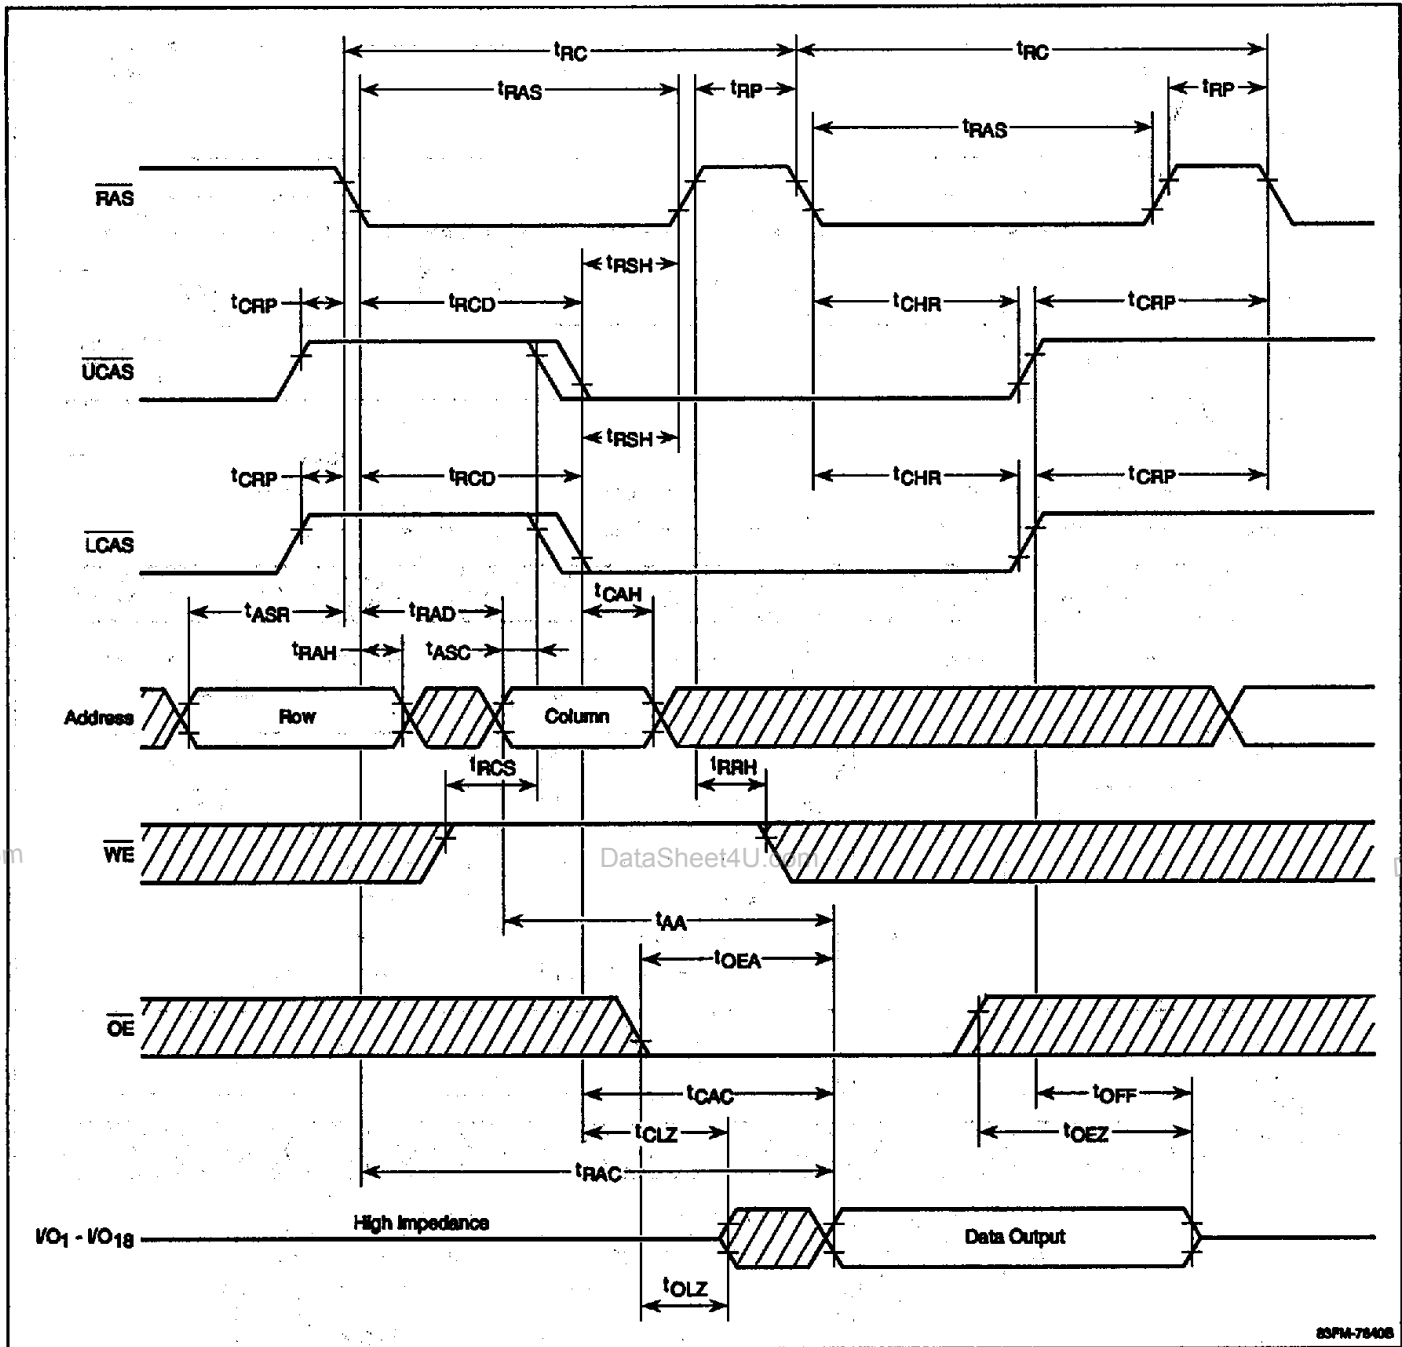 tRC tRC
tRAS tRP tRP
tRAS
RAS
tRSH
tCRP tRCD tCHR tCRP
UCAS
tRSH
tCRP tRCD tCHR tCRP
LCAS
tCAH
tASR tRAD
tRAH tASC
Address Row Column
tRCS tRRH
WE
DataSheet4U.com
om
tAA
tOEA
OE
tCAC tOFF
tCLZ tOEZ
tRAC
High Impedance
I/O1 - I/O18 Data Output
tOLZ
83FM-7840B